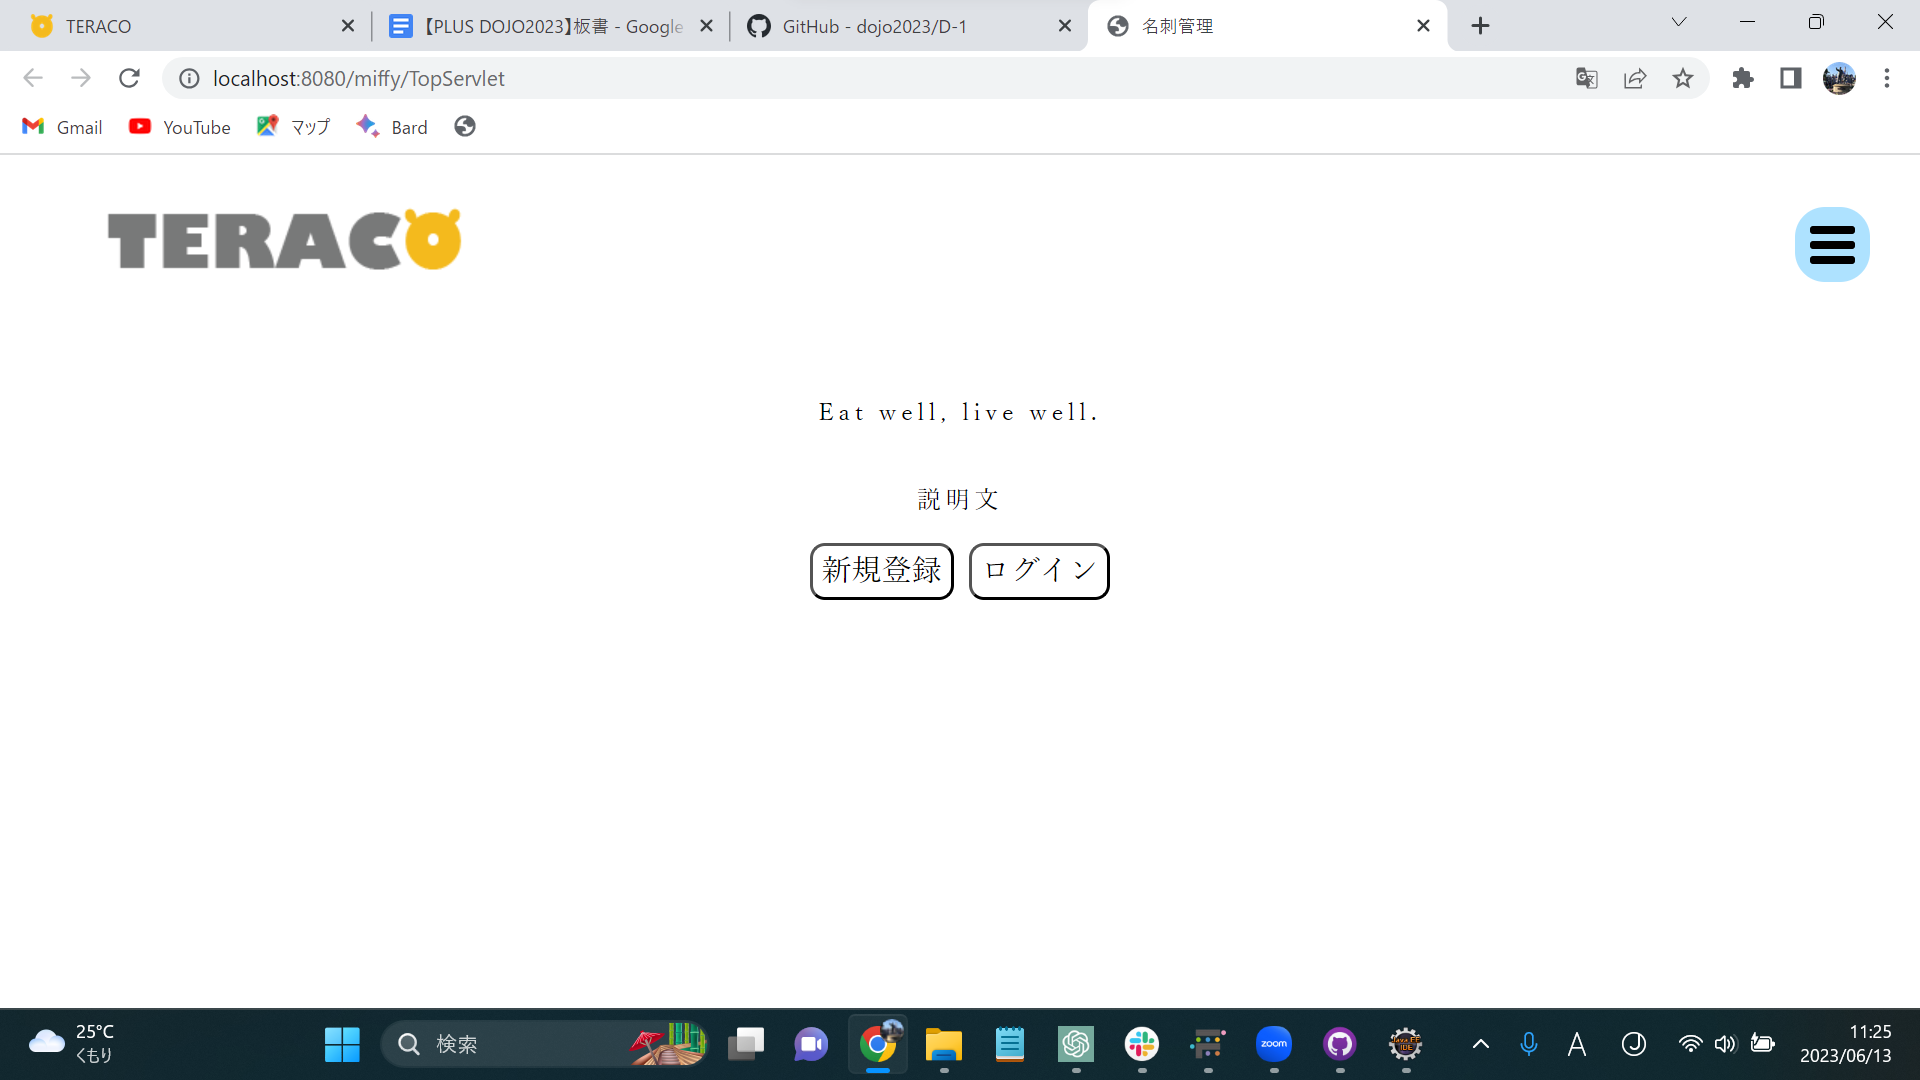 TERACO
【PLUS DOJO2023】板書 - Google
GitHub - dojo2023/D-1
名刺管理
localhost:8080/miffy/TopServlet
Gmail
YouTube
マップ
Bard
TERACO
Eat well, live well.
説明文
新規登録
ログイン
25°C
くもり
検索
zoom
A
J
11:25
2023/06/13